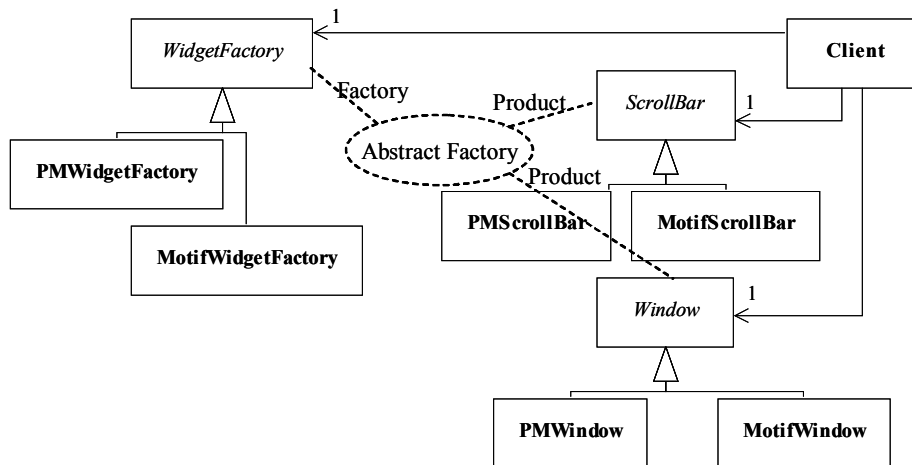 1
WidgetFactory
Client
Factory
Product
ScrollBar
1
Abstract Factory
PMWidgetFactory
Product
PMScrollBar
MotifScrollBar
MotifWidgetFactory
1
Window
PMWindow
MotifWindow